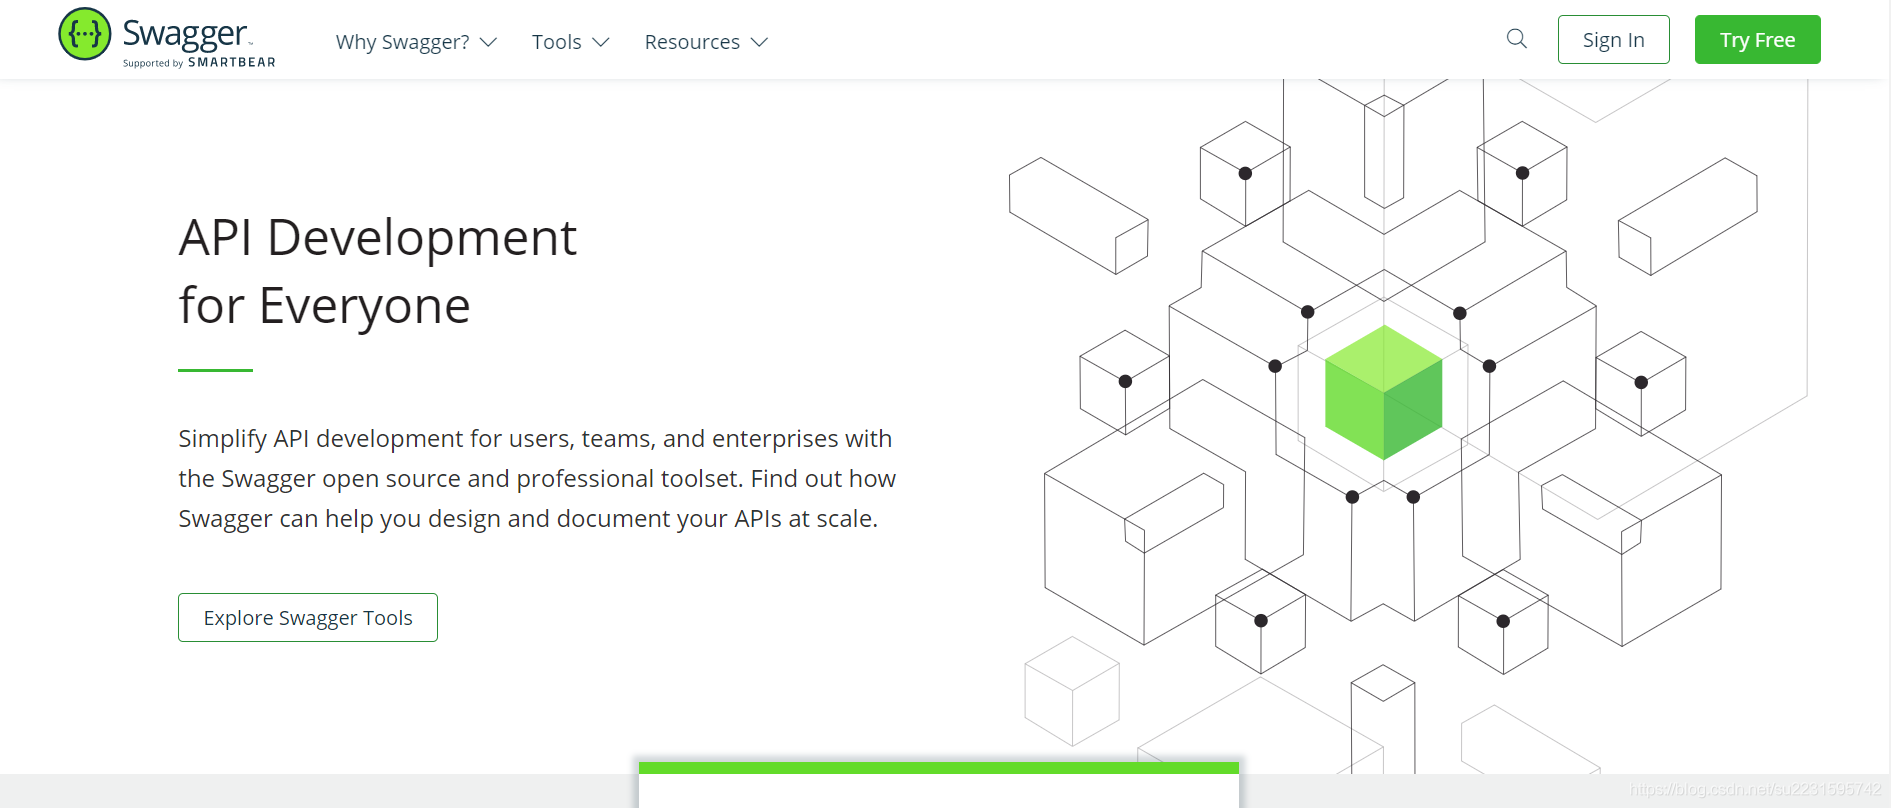 {···} Swagger™
Supported by SMARTBEAR
Why Swagger? Tools Resources Sign In Try Free
API Development
for Everyone
Simplify API development for users, teams, and enterprises with
the Swagger open source and professional toolset. Find out how
Swagger can help you design and document your APIs at scale.
Explore Swagger Tools
https://blog.csdn.net/su2231595742